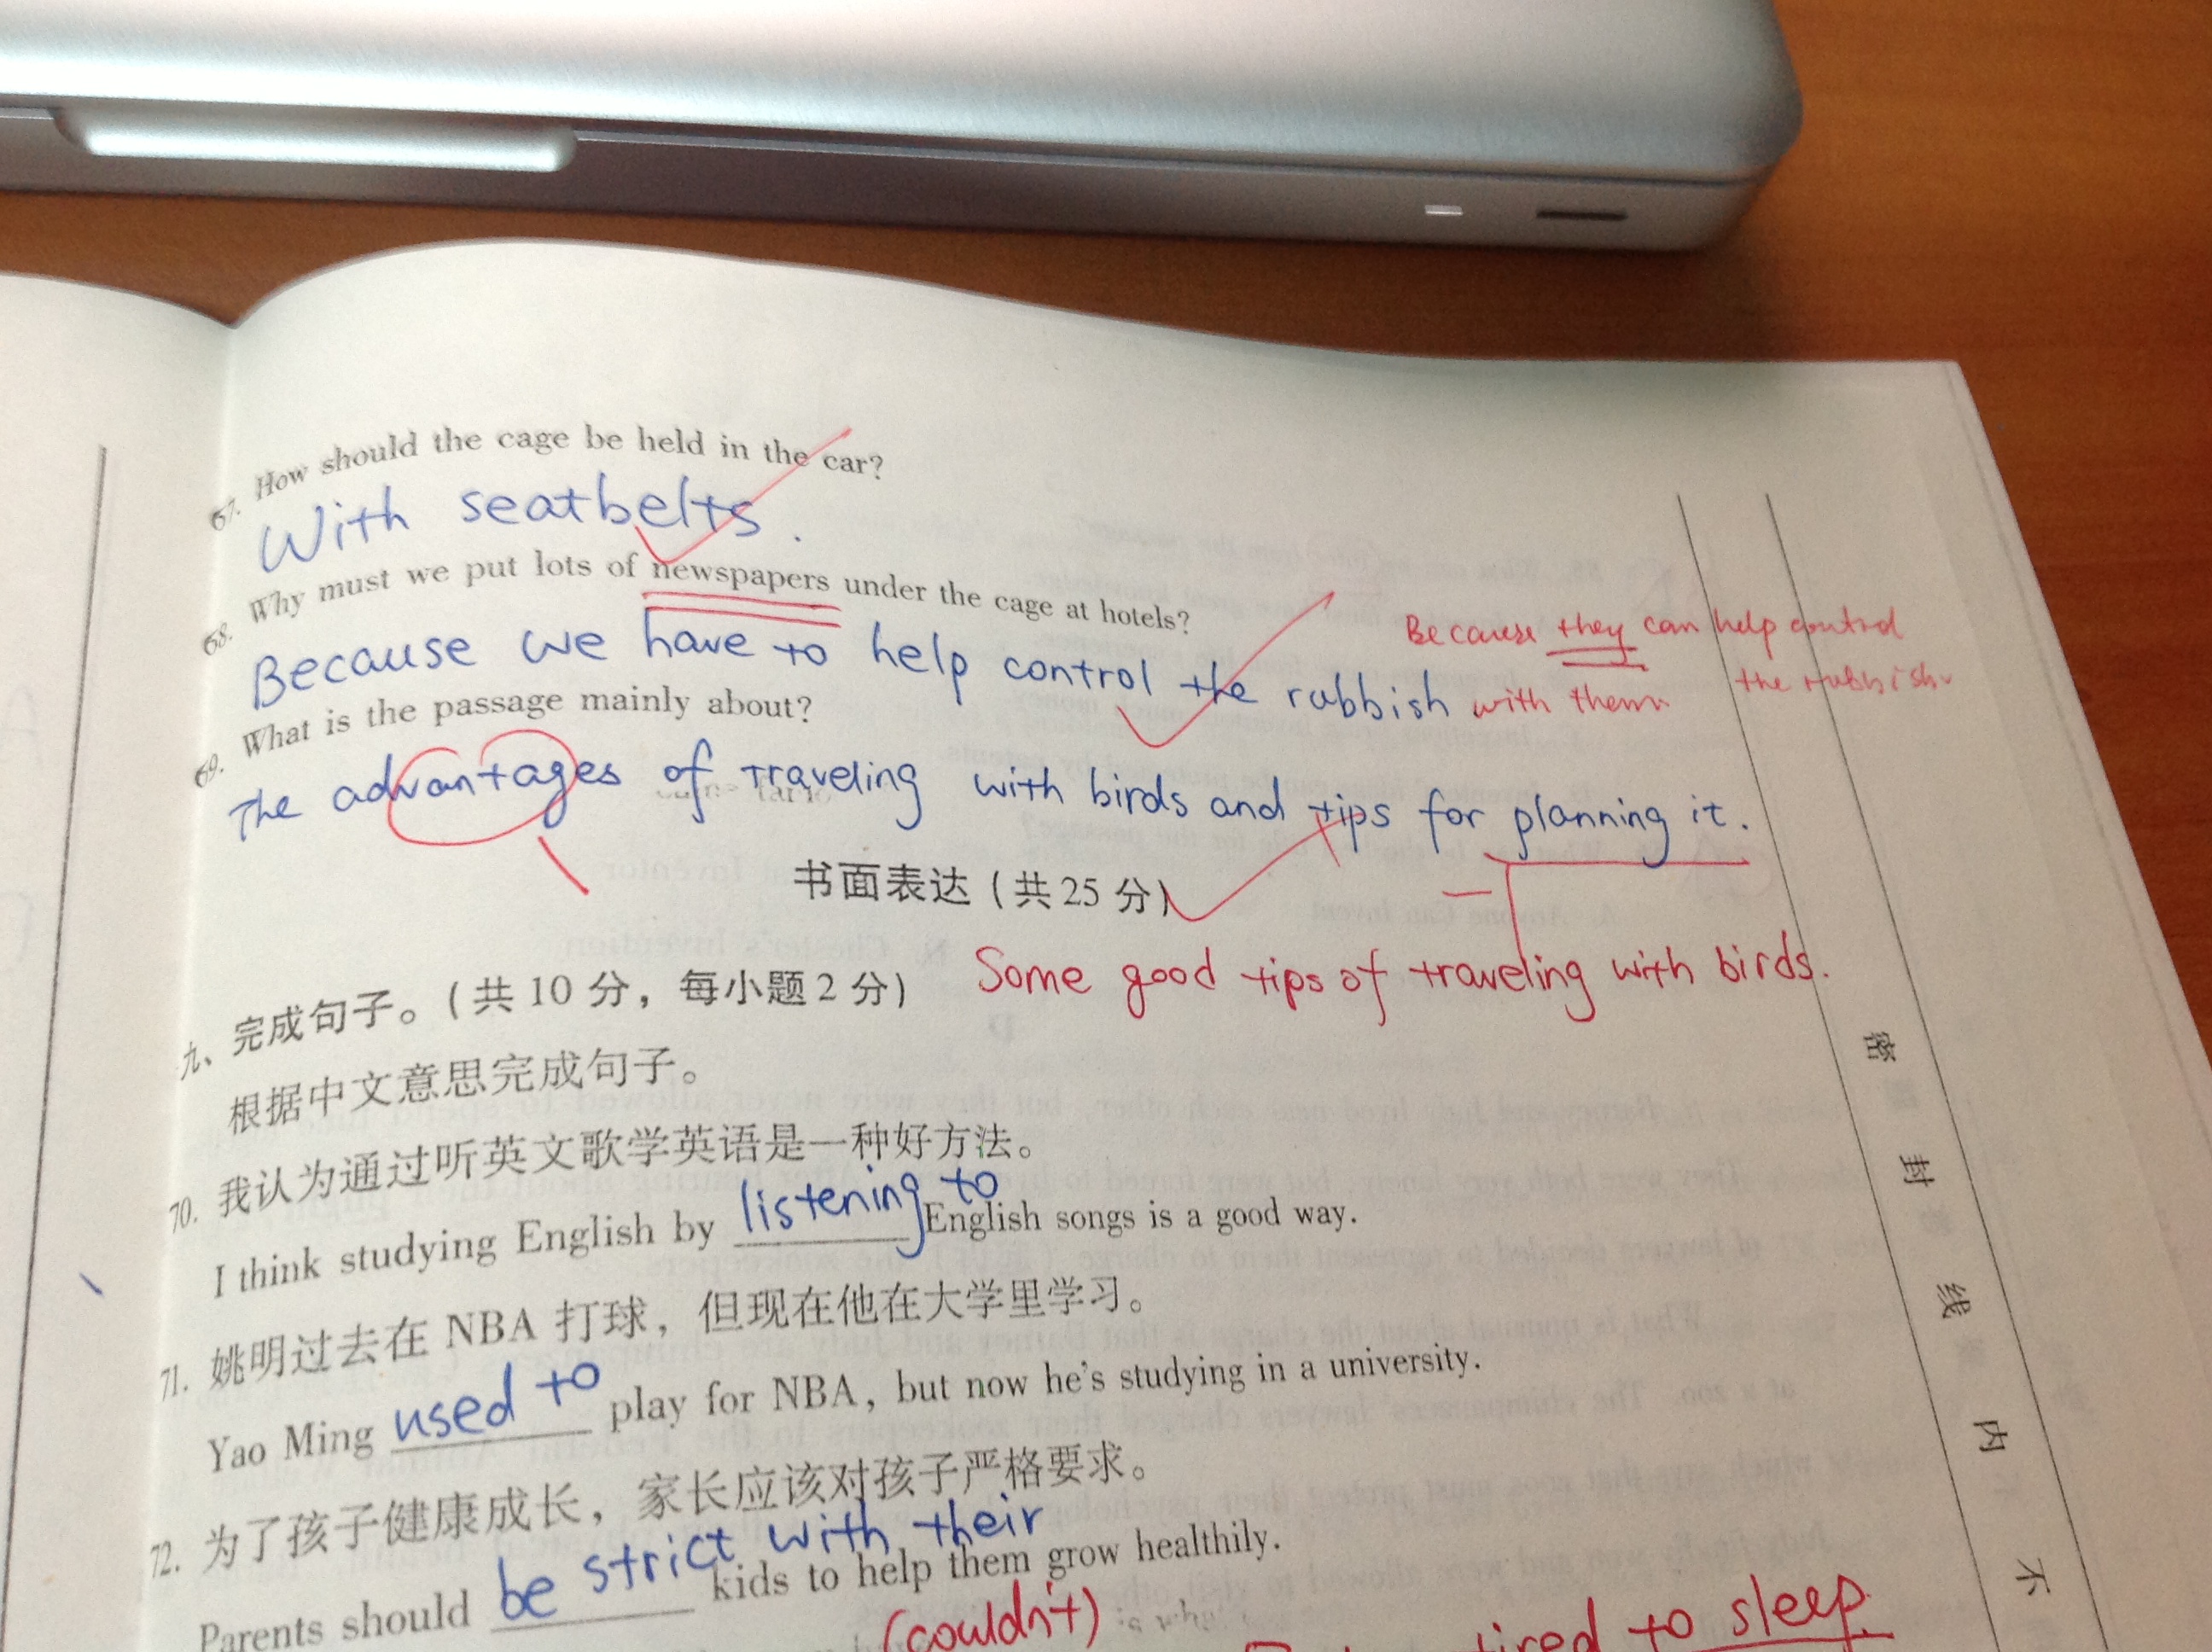 67. How should the cage be held in the car?
With seatbelts.
68. Why must we put lots of newspapers under the cage at hotels?
Because we have to help control the rubbish with them.
Because they can help control
the rubbish.
69. What is the passage mainly about?
The advantages of traveling with birds and tips for planning it.
书面表达(共25分)
Some good tips of traveling with birds.
九、完成句子。(共10分,每小题2分)
根据中文意思完成句子。
70. 我认为通过听英文歌学英语是一种好方法。
I think studying English by listening to English songs is a good way.
71. 姚明过去在NBA打球,但现在他在大学里学习。
Yao Ming used to play for NBA, but now he's studying in a university.
72. 为了孩子健康成长,家长应该对孩子严格要求。
Parents should be strict with their kids to help them grow healthily.
(couldn't)
tired to sleep.
密 封 线 内 不